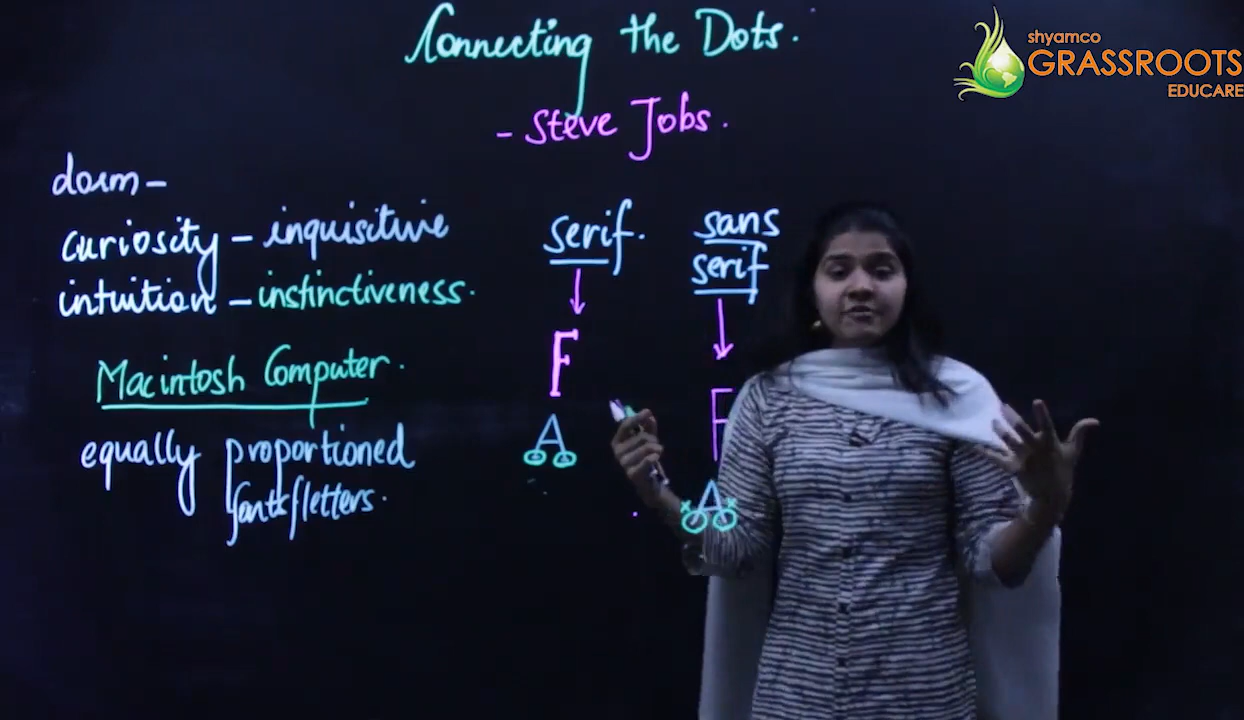 Connecting the Dots.
- Steve Jobs.
shyamco
GRASSROOTS
EDUCARE
dorm -
curiosity - inquisitive
intuition - instinctiveness.
Macintosh Computer.
equally proportioned
fonts/letters.
serif.
F
A
sans
serif
F
A